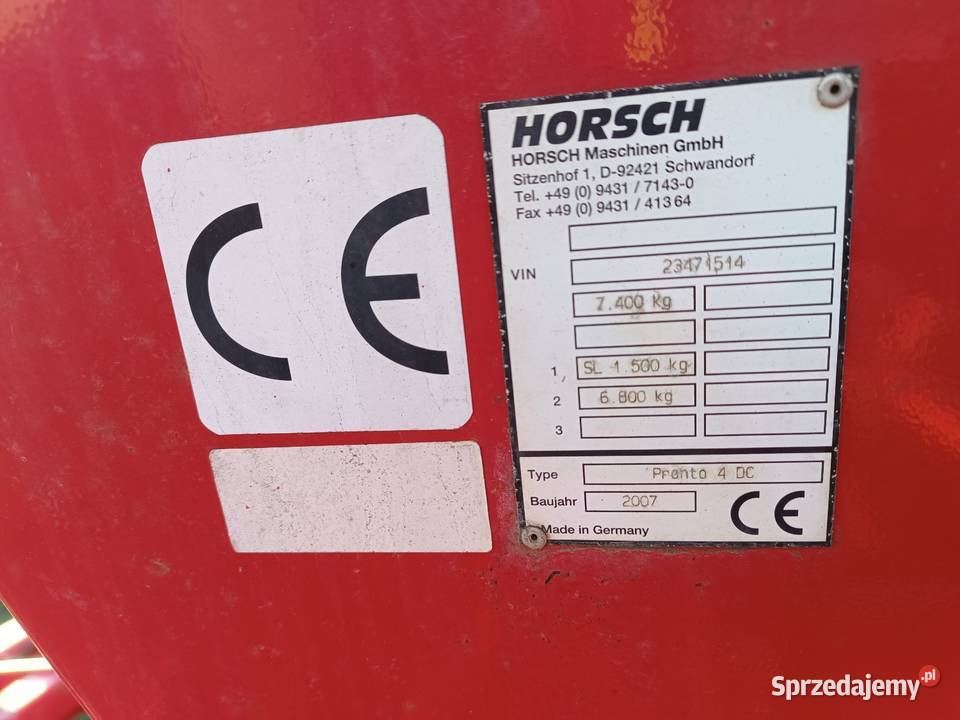 CE
HORSCH
HORSCH Maschinen GmbH
Sitzenhof 1, D-92421 Schwandorf
Tel. +49 (0) 9431 / 7143-0
Fax +49 (0) 9431 / 413 64
VIN 23471514
7.400 kg
1 SL 1.500 kg
2 6.800 kg
3
Type Pronto 4 DC
Baujahr 2007 CE
Made in Germany
Sprzedajemy.pl